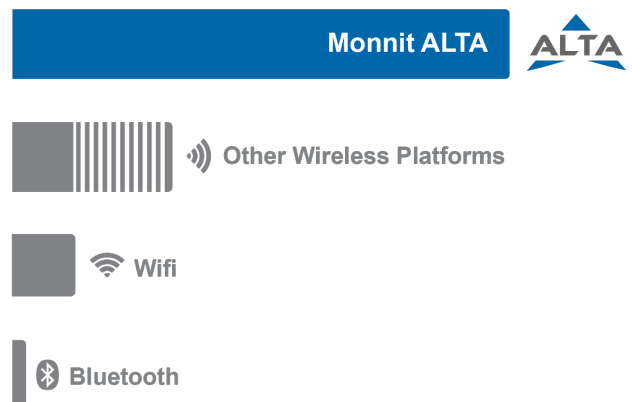 Monnit ALTA
ALTA
Other Wireless Platforms
Wifi
Bluetooth